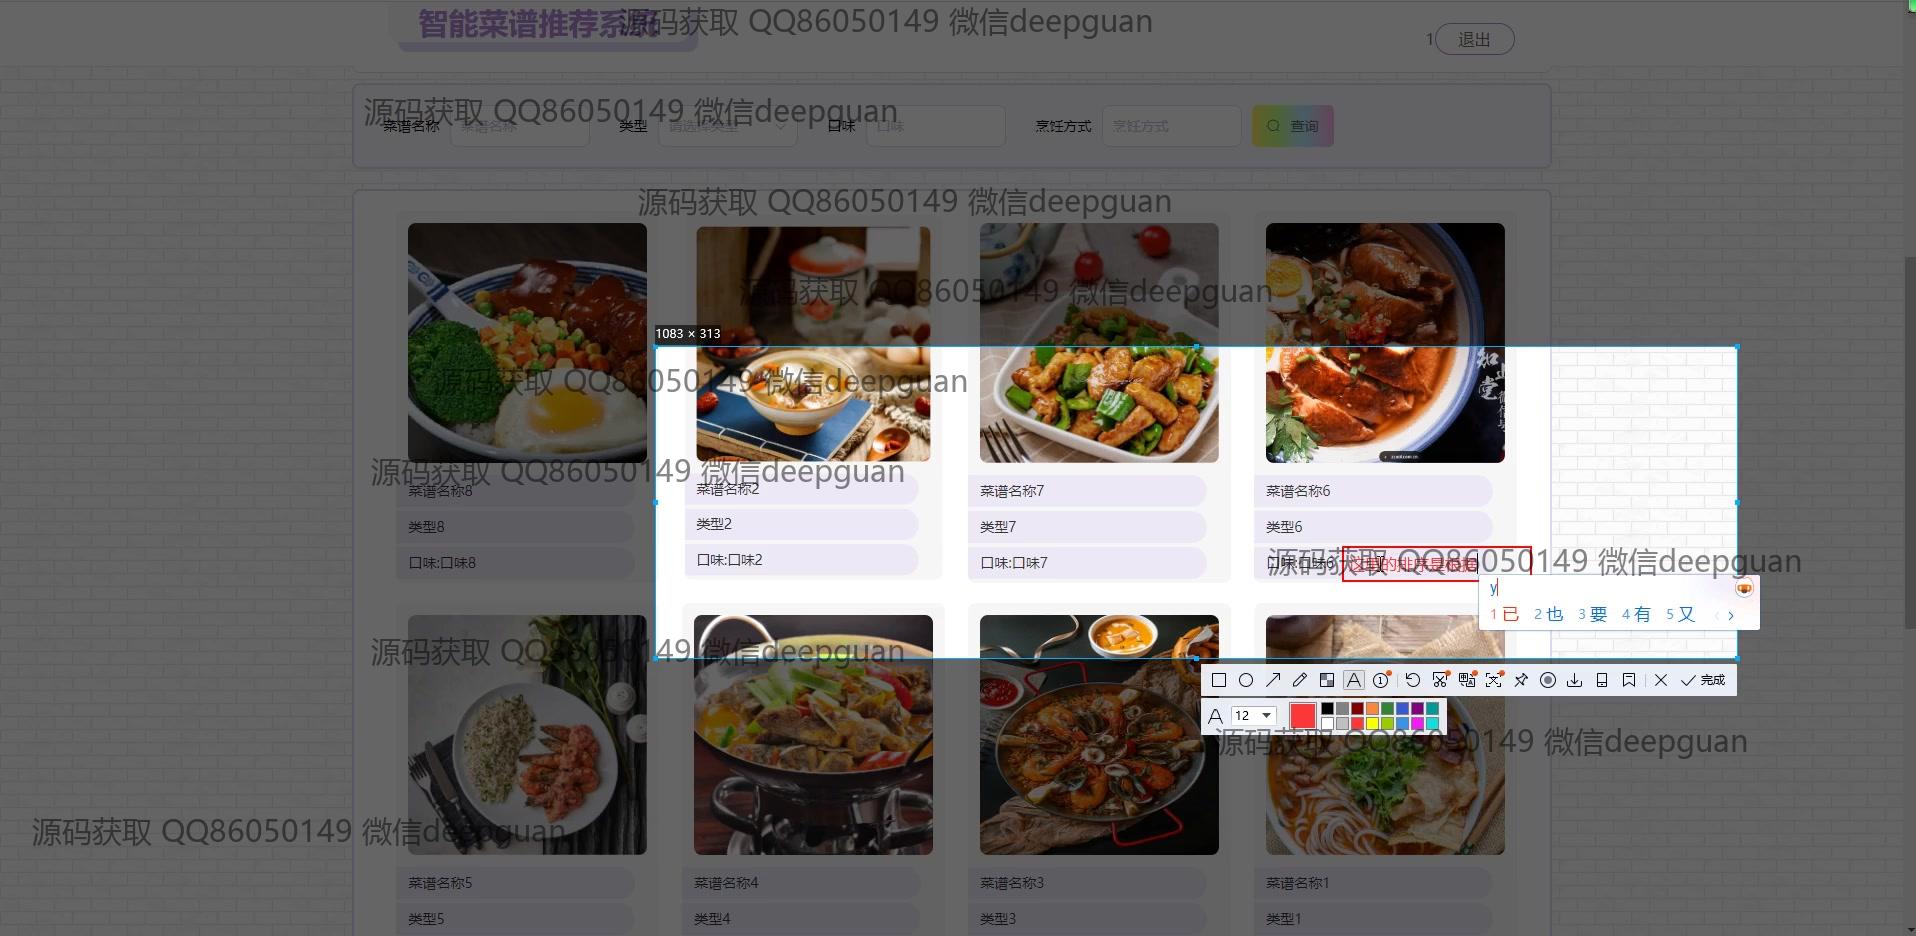 智能菜谱推荐系统
源码获取 QQ86050149 微信deepguan
1
退出
源码获取 QQ86050149 微信deepguan
菜谱名称 菜谱名称 类型 请选择类型 口味 口味 烹饪方式 烹饪方式 查询
源码获取 QQ86050149 微信deepguan
源码获取 QQ86050149 微信deepguan
1083 × 313
源码获取 QQ86050149 微信deepguan
源码获取 QQ86050149 微信deepguan
菜谱名称8 菜谱名称2 菜谱名称7 菜谱名称6
类型8 类型2 类型7 类型6
口味:口味8 口味:口味2 口味:口味7 口味:口味6
这里的排序是根据
源码获取 QQ86050149 微信deepguan
y
1 已 2 也 3 要 4 有 5 又
源码获取 QQ86050149 微信deepguan
完成
A 12
源码获取 QQ86050149 微信deepguan
源码获取 QQ86050149 微信deepguan
菜谱名称5 菜谱名称4 菜谱名称3 菜谱名称1
类型5 类型4 类型3 类型1